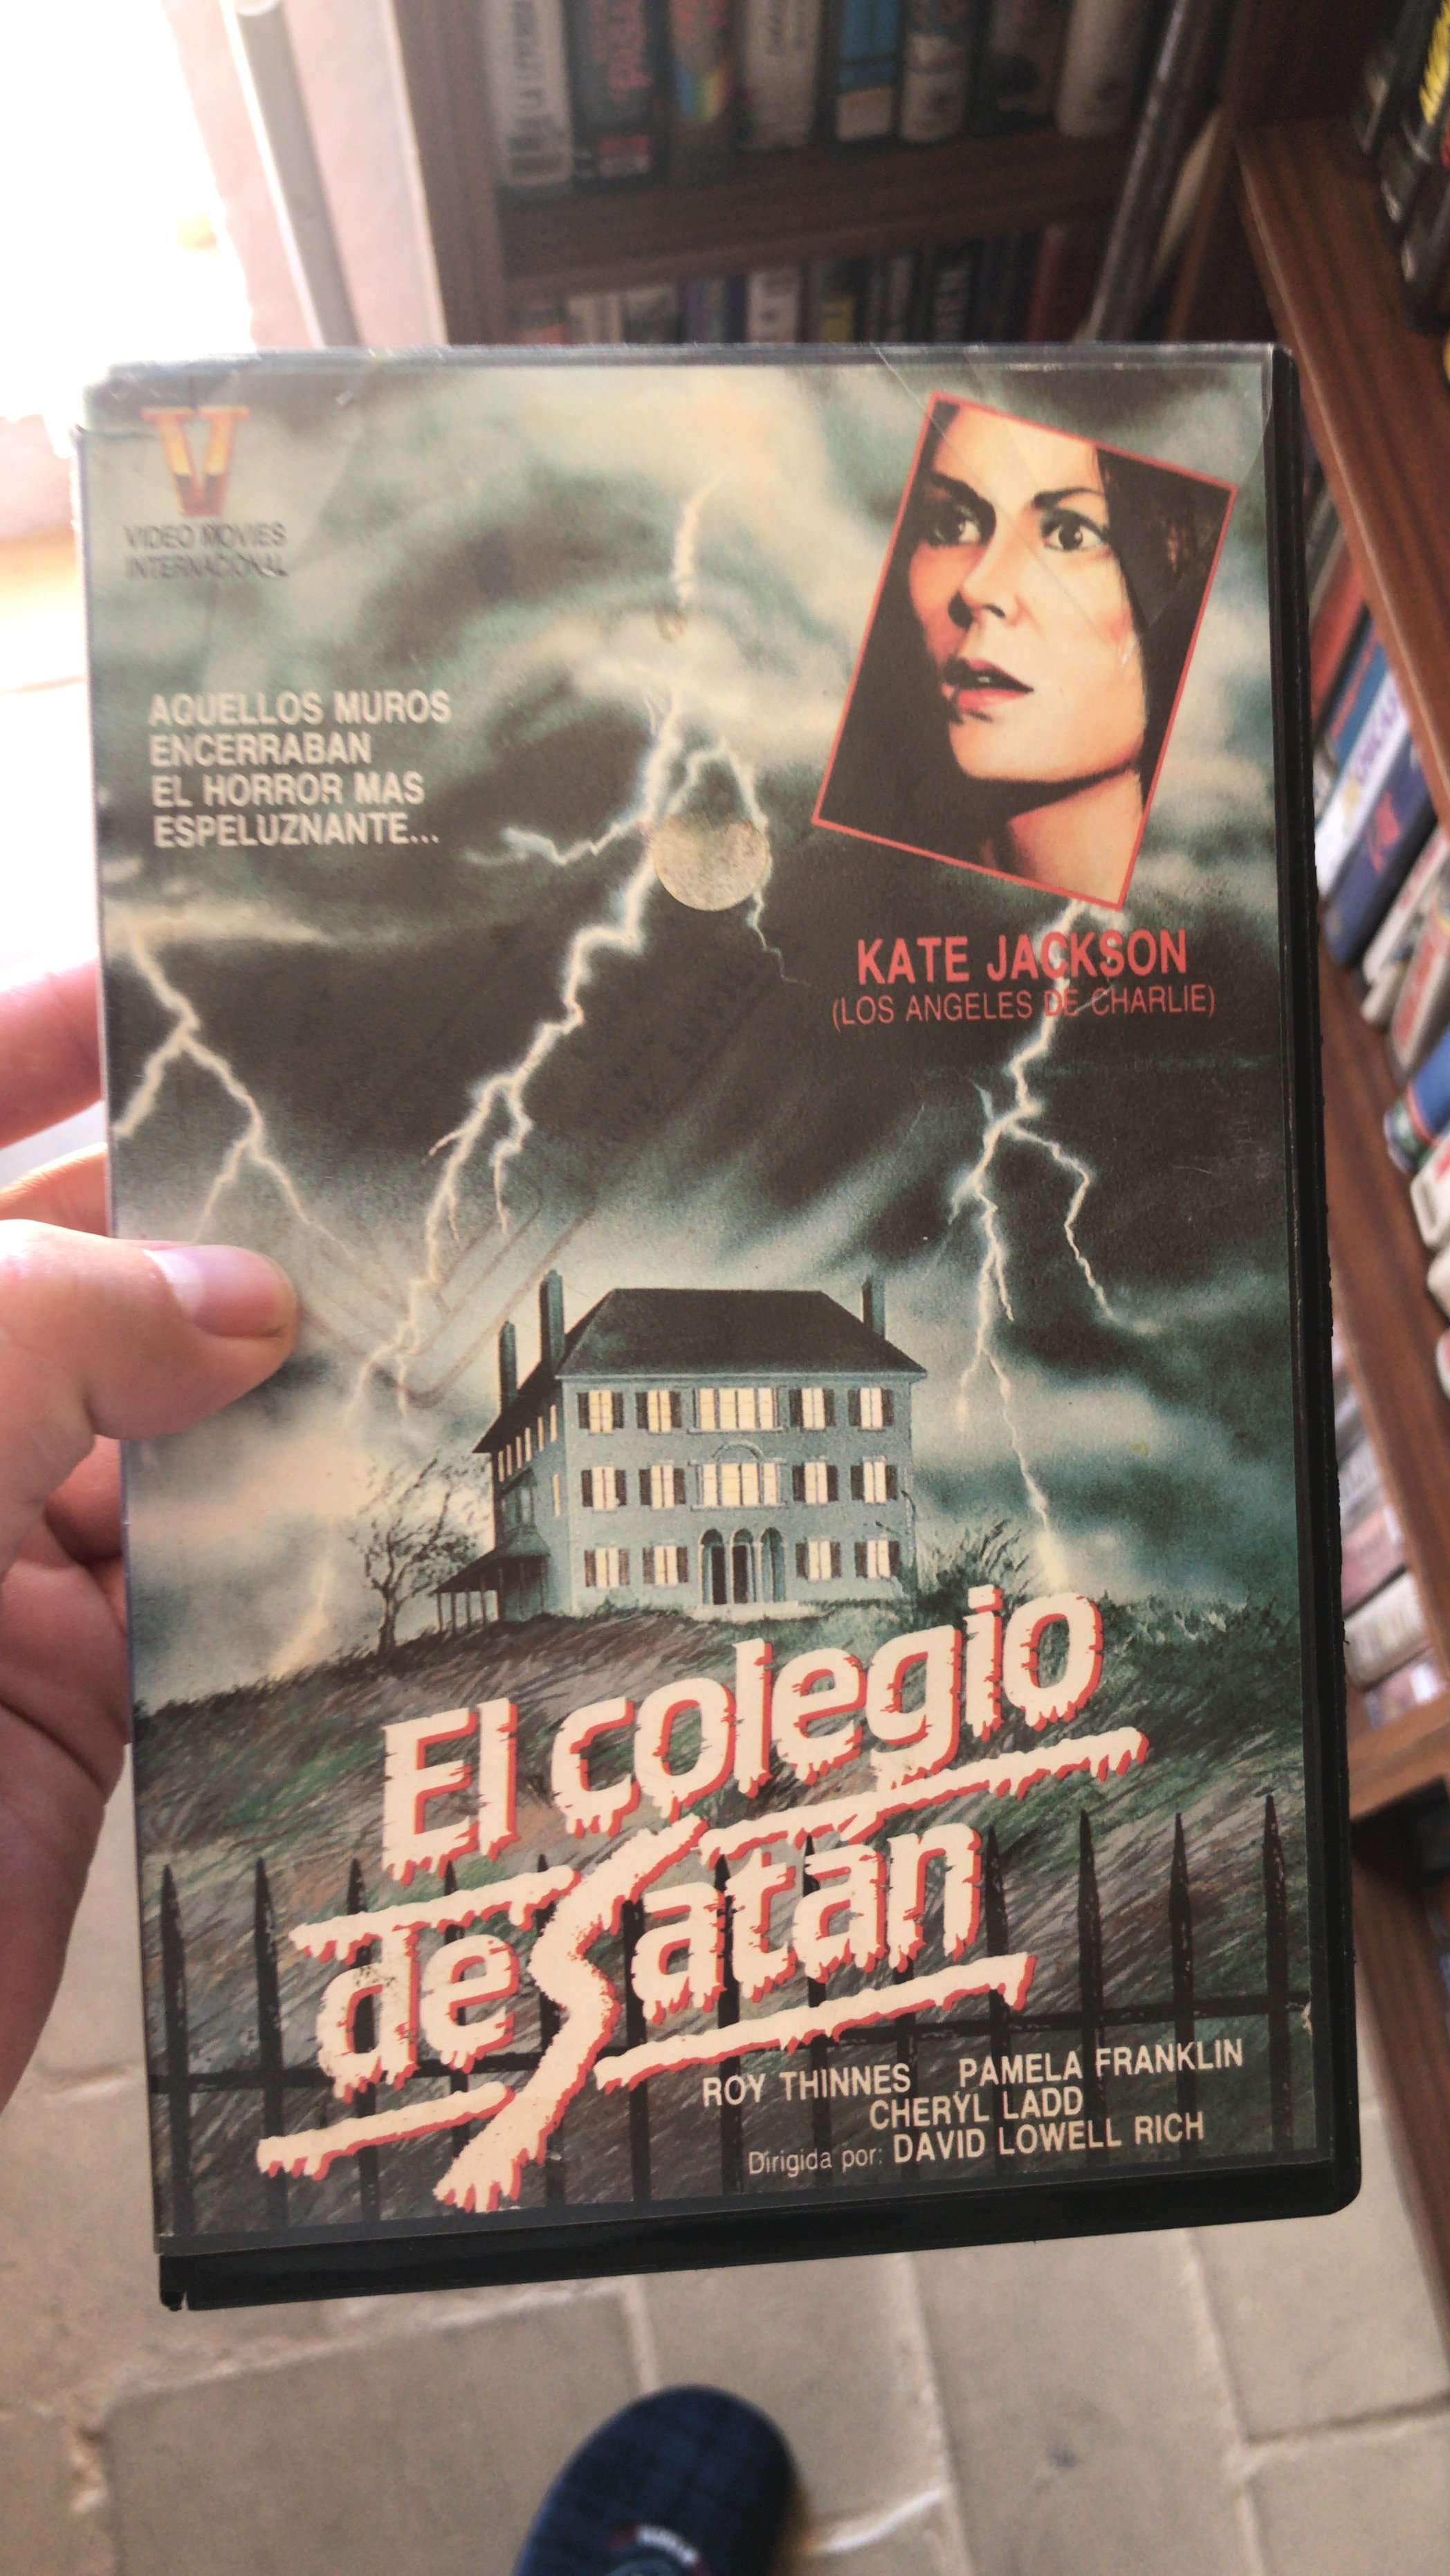 V
VIDEO MOVIES
INTERNACIONAL
AQUELLOS MUROS
ENCERRABAN
EL HORROR MAS
ESPELUZNANTE...
KATE JACKSON
(LOS ANGELES DE CHARLIE)
El colegio
de Satán
ROY THINNES PAMELA FRANKLIN
CHERYL LADD
Dirigida por: DAVID LOWELL RICH